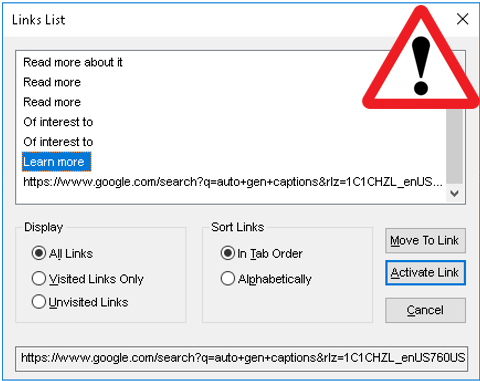 Links List
Read more about it
Read more
Read more
Of interest to
Of interest to
Learn more
https://www.google.com/search?q=auto+gen+captions&rlz=1C1CHZL_enUS...
Display
All Links
Visited Links Only
Unvisited Links
Sort Links
In Tab Order
Alphabetically
Move To Link
Activate Link
Cancel
https://www.google.com/search?q=auto+gen+captions&rlz=1C1CHZL_enUS760US